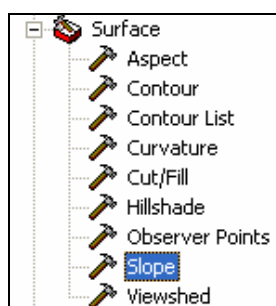 Surface
Aspect
Contour
Contour List
Curvature
Cut/Fill
Hillshade
Observer Points
Slope
Viewshed